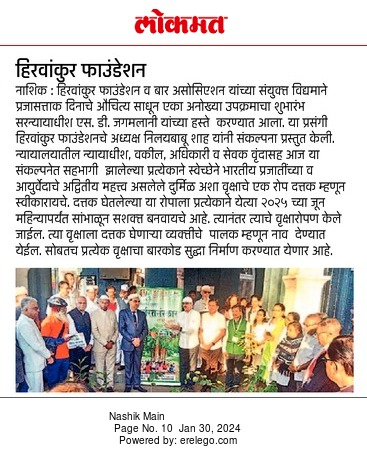 लोकमत
हिरवांकुर फाउंडेशन
नाशिक : हिरवांकुर फाउंडेशन व बार असोसिएशन यांच्या संयुक्त विद्यमाने
प्रजासत्ताक दिनाचे औचित्य साधून एका अनोख्या उपक्रमाचा शुभारंभ
सरन्यायाधीश एस. डी. जगमलानी यांच्या हस्ते करण्यात आला. या प्रसंगी
हिरवांकुर फाउंडेशनचे अध्यक्ष निलयबाबू शाह यांनी संकल्पना प्रस्तुत केली.
न्यायालयातील न्यायाधीश, वकील, अधिकारी व सेवक वृंदासह आज या
संकल्पनेत सहभागी झालेल्या प्रत्येकाने स्वेच्छेने भारतीय प्रजातींच्या व
आयुर्वेदाचे अद्वितीय महत्त्व असलेले दुर्मिळ अशा वृक्षाचे एक रोप दत्तक म्हणून
स्वीकारायचे. दत्तक घेतलेल्या या रोपाला प्रत्येकाने येत्या २०२५ च्या जून
महिन्यापर्यंत सांभाळून सशक्त बनवायचे आहे. त्यानंतर त्याचे वृक्षारोपण केले
जाईल. त्या वृक्षाला दत्तक घेणाऱ्या व्यक्तीचे पालक म्हणून नाव देण्यात
येईल. सोबतच प्रत्येक वृक्षाचा बारकोड सुद्धा निर्माण करण्यात येणार आहे.
Nashik Main
Page No. 10 Jan 30, 2024
Powered by: erelego.com